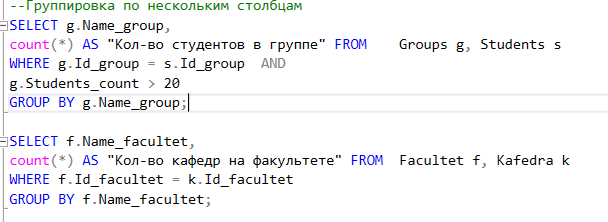 --Группировка по нескольким столбцам
SELECT g.Name_group,
count(*) AS "Кол-во студентов в группе" FROM Groups g, Students s
WHERE g.Id_group = s.Id_group AND
g.Students_count > 20
GROUP BY g.Name_group;
SELECT f.Name_facultet,
count(*) AS "Кол-во кафедр на факультете" FROM Facultet f, Kafedra k
WHERE f.Id_facultet = k.Id_facultet
GROUP BY f.Name_facultet;